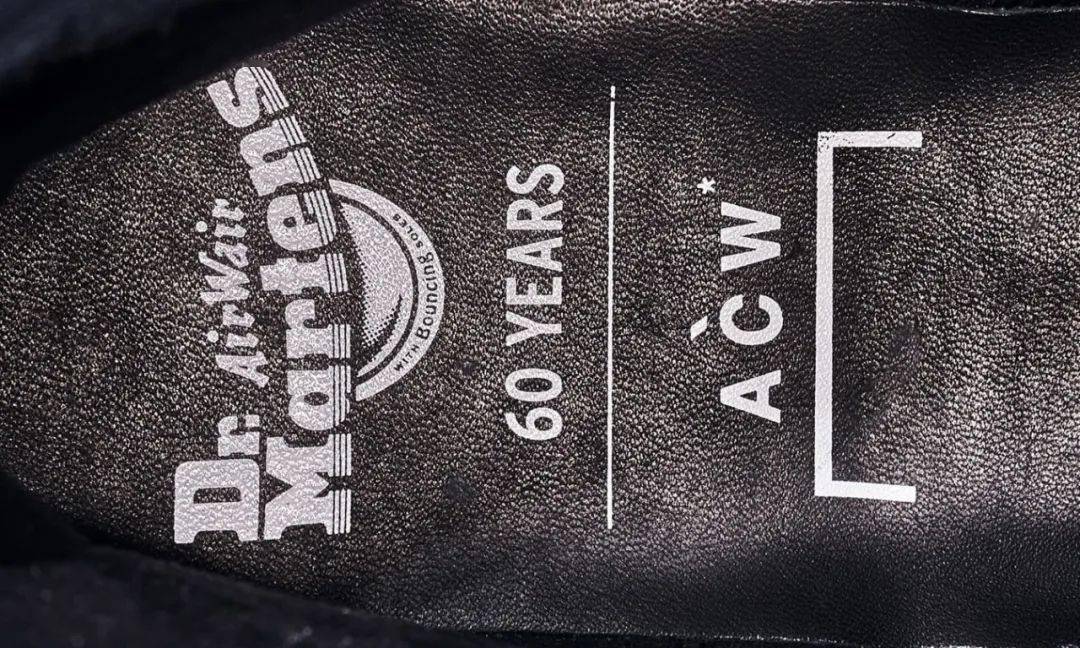 Dr Martens
AirWair
WITH Bouncing SOLES
60 YEARS
A C̀ W*